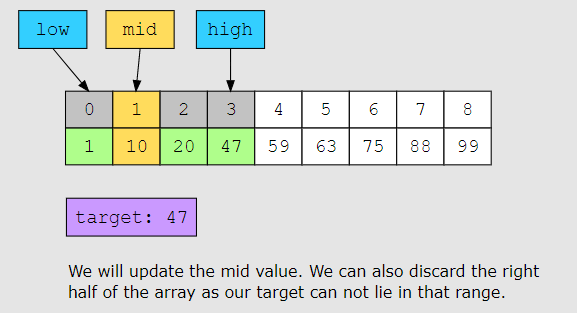 low mid high
0 1 2 3 4 5 6 7 8
1 10 20 47 59 63 75 88 99
target: 47
We will update the mid value. We can also discard the right
half of the array as our target can not lie in that range.